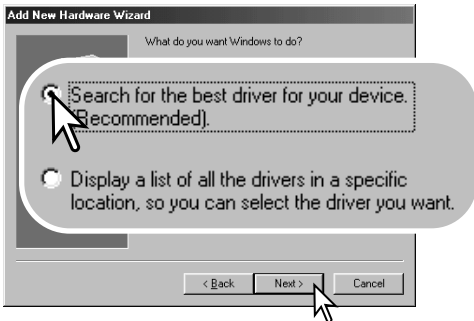 Add New Hardware Wizard
What do you want Windows to do?
Search for the best driver for your device.
(Recommended).
Display a list of all the drivers in a specific
location, so you can select the driver you want.
< Back Next > Cancel